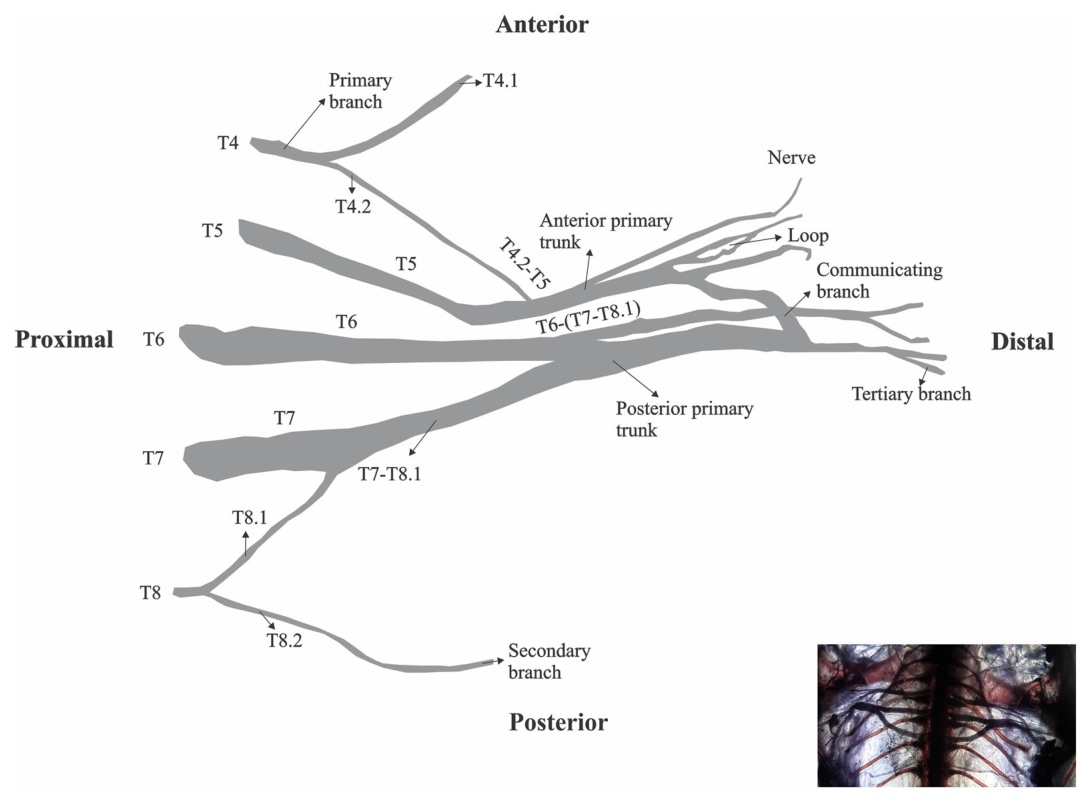 Anterior
Primary
branch
T4.1
T4
T4.2
Nerve
T5
T5
T4.2-T5
Anterior primary
trunk
Loop
Communicating
branch
Proximal
T6
T6
T6-(T7-T8.1)
Distal
Tertiary branch
Posterior primary
trunk
T7
T7
T7-T8.1
T8.1
T8
T8.2
Secondary
branch
Posterior